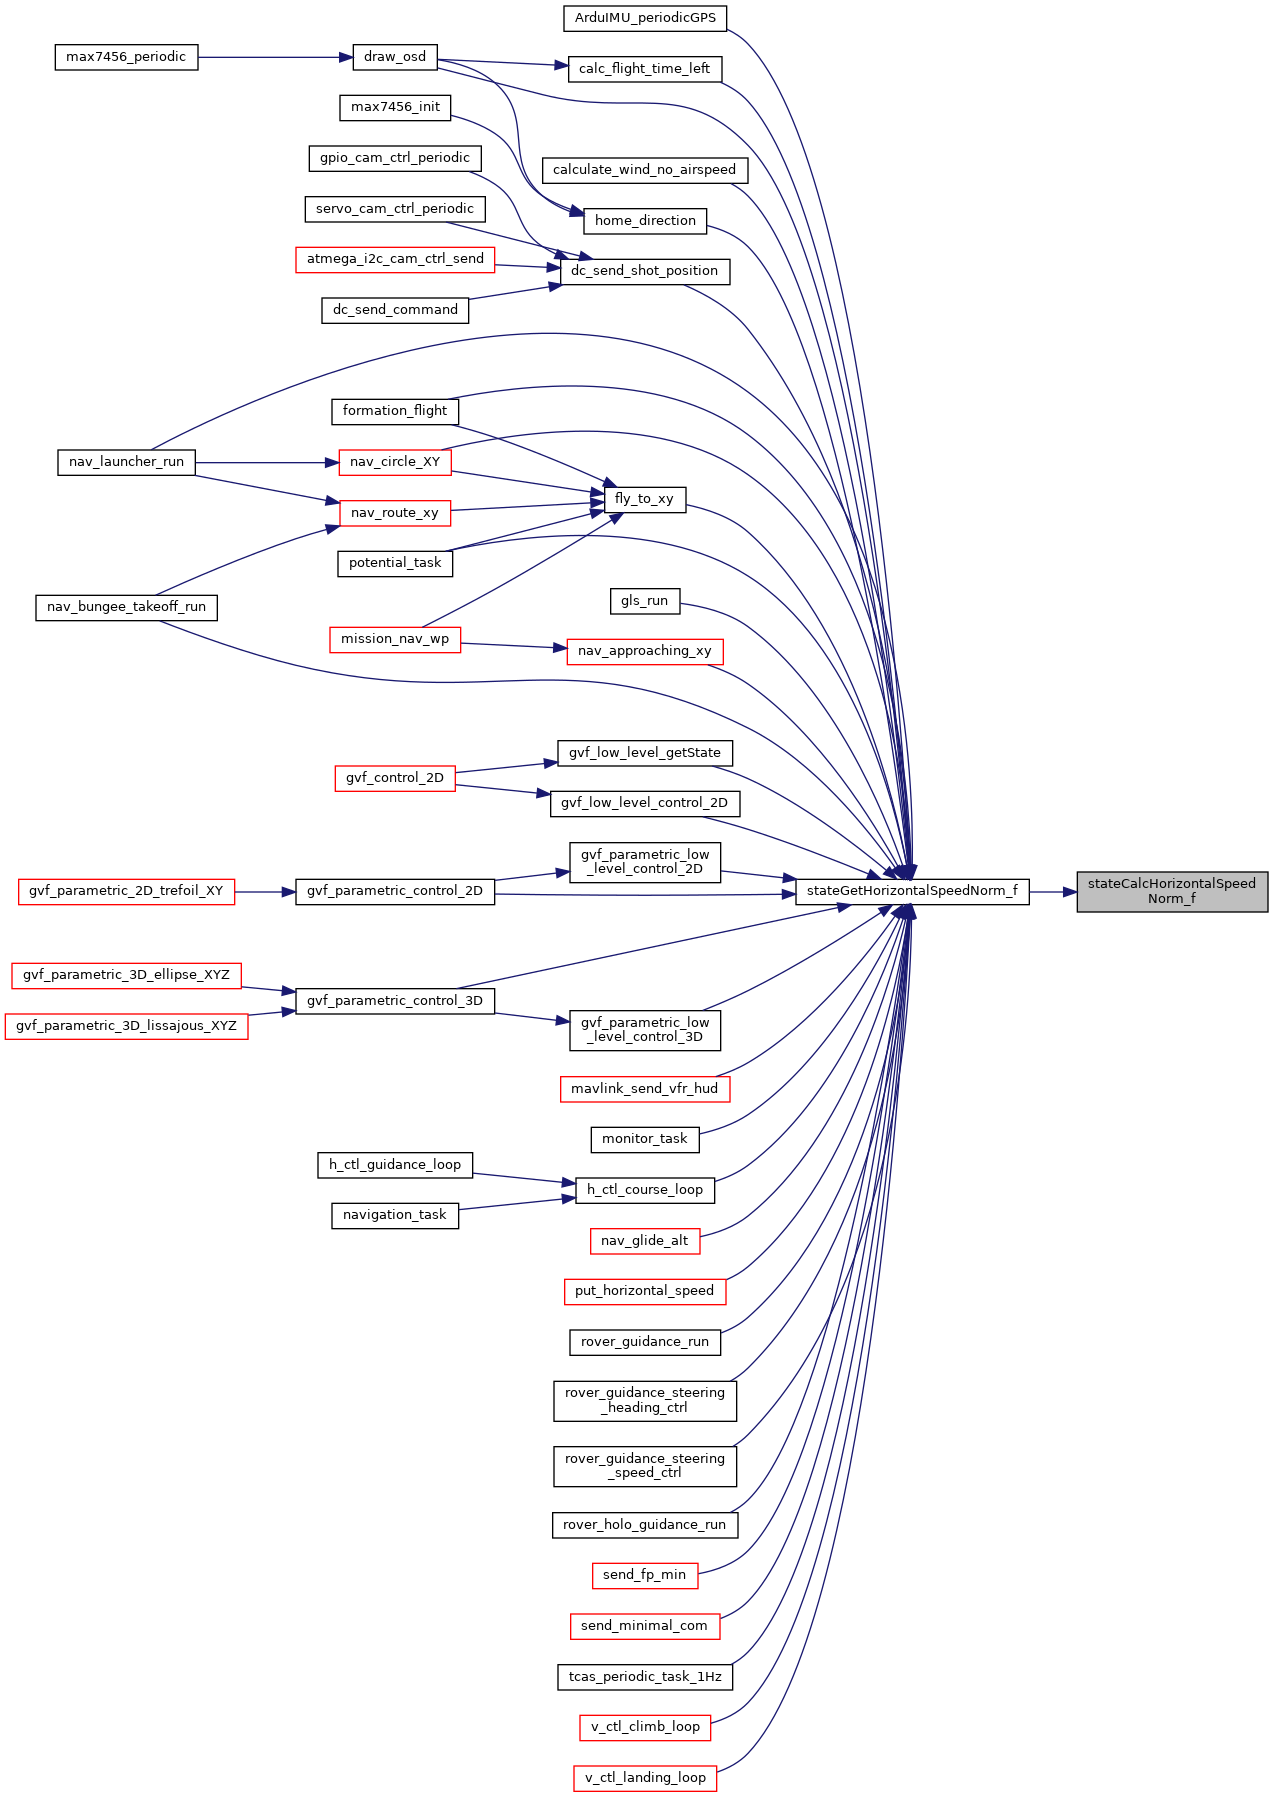 ArduIMU_periodicGPS
max7456_periodic
draw_osd
calc_flight_time_left
max7456_init
gpio_cam_ctrl_periodic
calculate_wind_no_airspeed
servo_cam_ctrl_periodic
home_direction
atmega_i2c_cam_ctrl_send
dc_send_shot_position
dc_send_command
formation_flight
nav_launcher_run
nav_circle_XY
fly_to_xy
nav_route_xy
potential_task
gls_run
nav_bungee_takeoff_run
mission_nav_wp
nav_approaching_xy
gvf_low_level_getState
gvf_control_2D
gvf_low_level_control_2D
gvf_parametric_low
_level_control_2D
gvf_parametric_2D_trefoil_XY
gvf_parametric_control_2D
stateGetHorizontalSpeedNorm_f
stateCalcHorizontalSpeed
Norm_f
gvf_parametric_3D_ellipse_XYZ
gvf_parametric_control_3D
gvf_parametric_3D_lissajous_XYZ
gvf_parametric_low
_level_control_3D
mavlink_send_vfr_hud
monitor_task
h_ctl_guidance_loop
h_ctl_course_loop
navigation_task
nav_glide_alt
put_horizontal_speed
rover_guidance_run
rover_guidance_steering
_heading_ctrl
rover_guidance_steering
_speed_ctrl
rover_holo_guidance_run
send_fp_min
send_minimal_com
tcas_periodic_task_1Hz
v_ctl_climb_loop
v_ctl_landing_loop